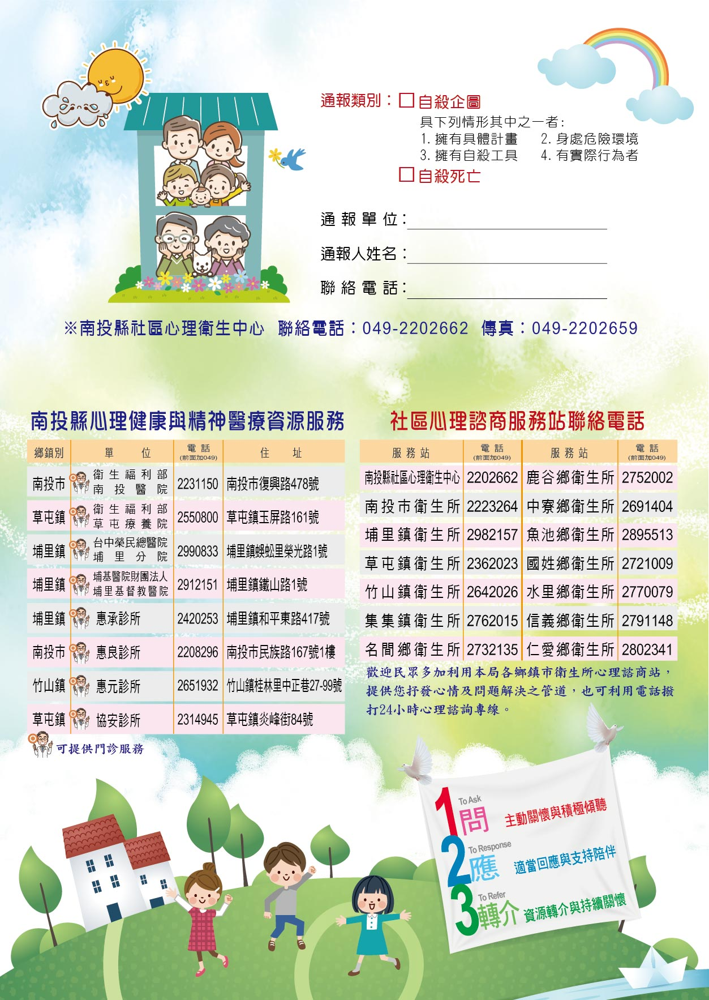 通報類別：□自殺企圖
具下列情形其中之一者：
1. 擁有具體計畫 2. 身處危險環境
3. 擁有自殺工具 4. 有實際行為者
□自殺死亡
通報單位：
通報人姓名：
聯絡電話：
※南投縣社區心理衛生中心 聯絡電話：049-2202662 傳真：049-2202659
南投縣心理健康與精神醫療資源服務
鄉鎮別 單位 電話(前面加049) 住址
南投市 衛生福利部南投醫院 2231150 南投市復興路478號
草屯鎮 衛生福利部草屯療養院 2550800 草屯鎮玉屏路161號
埔里鎮 台中榮民總醫院埔里分院 2990833 埔里鎮蜈蚣里榮光路1號
埔里鎮 埔基醫院財團法人埔里基督教醫院 2912151 埔里鎮鐵山路1號
埔里鎮 惠承診所 2420253 埔里鎮和平東路417號
南投市 惠良診所 2208296 南投市民族路167號1樓
竹山鎮 惠元診所 2651932 竹山鎮桂林里中正巷27-99號
草屯鎮 協安診所 2314945 草屯鎮炎峰街84號
可提供門診服務
社區心理諮商服務站聯絡電話
服務站 電話(前面加049) 服務站 電話(前面加049)
南投縣社區心理衛生中心 2202662 鹿谷鄉衛生所 2752002
南投市衛生所 2223264 中寮鄉衛生所 2691404
埔里鎮衛生所 2982157 魚池鄉衛生所 2895513
草屯鎮衛生所 2362023 國姓鄉衛生所 2721009
竹山鎮衛生所 2642026 水里鄉衛生所 2770079
集集鎮衛生所 2762015 信義鄉衛生所 2791148
名間鄉衛生所 2732135 仁愛鄉衛生所 2802341
歡迎民眾多加利用本局各鄉鎮市衛生所心理諮商站，
提供您抒發心情及問題解決之管道，也可利用電話撥
打24小時心理諮詢專線。
1 To Ask 問 主動關懷與積極傾聽
2 To Response 應 適當回應與支持陪伴
3 To Refer 轉介 資源轉介與持續關懷